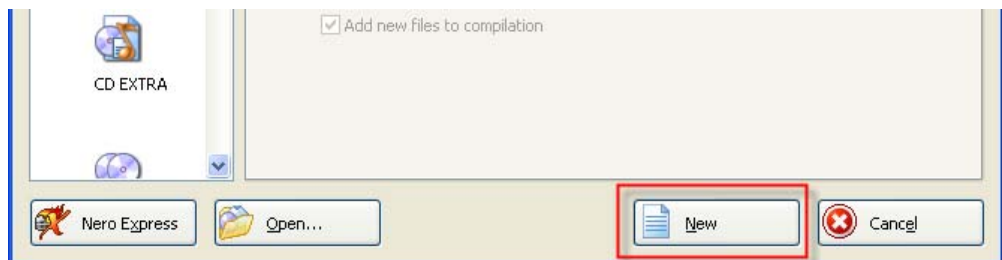 Add new files to compilation
CD EXTRA
Nero Express
Open...
New
Cancel